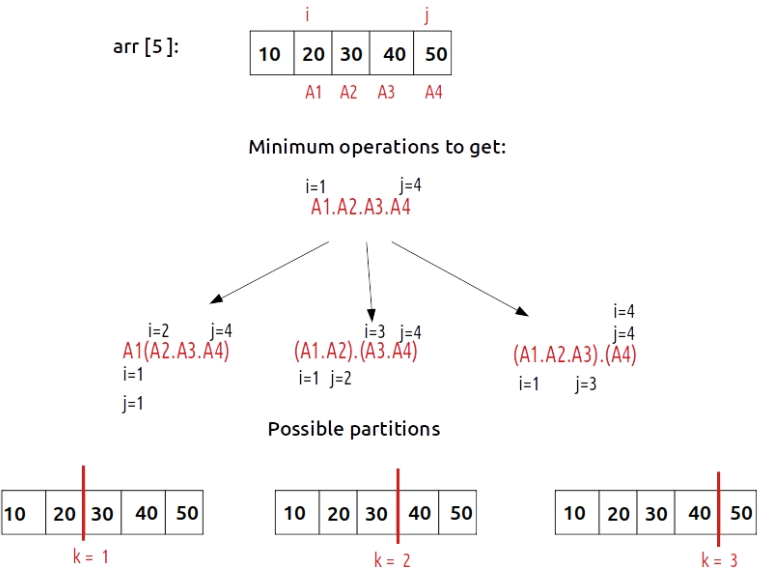 i j
arr [5 ]: 10 20 30 40 50
A1 A2 A3 A4
Minimum operations to get:
i=1 j=4
A1.A2.A3.A4
i=4
i=2 j=4 i=3 j=4 j=4
A1(A2.A3.A4) (A1.A2).(A3.A4) (A1.A2.A3).(A4)
i=1 i=1 j=2 i=1 j=3
j=1
Possible partitions
10 20 30 40 50 10 20 30 40 50 10 20 30 40 50
k = 1 k = 2 k = 3